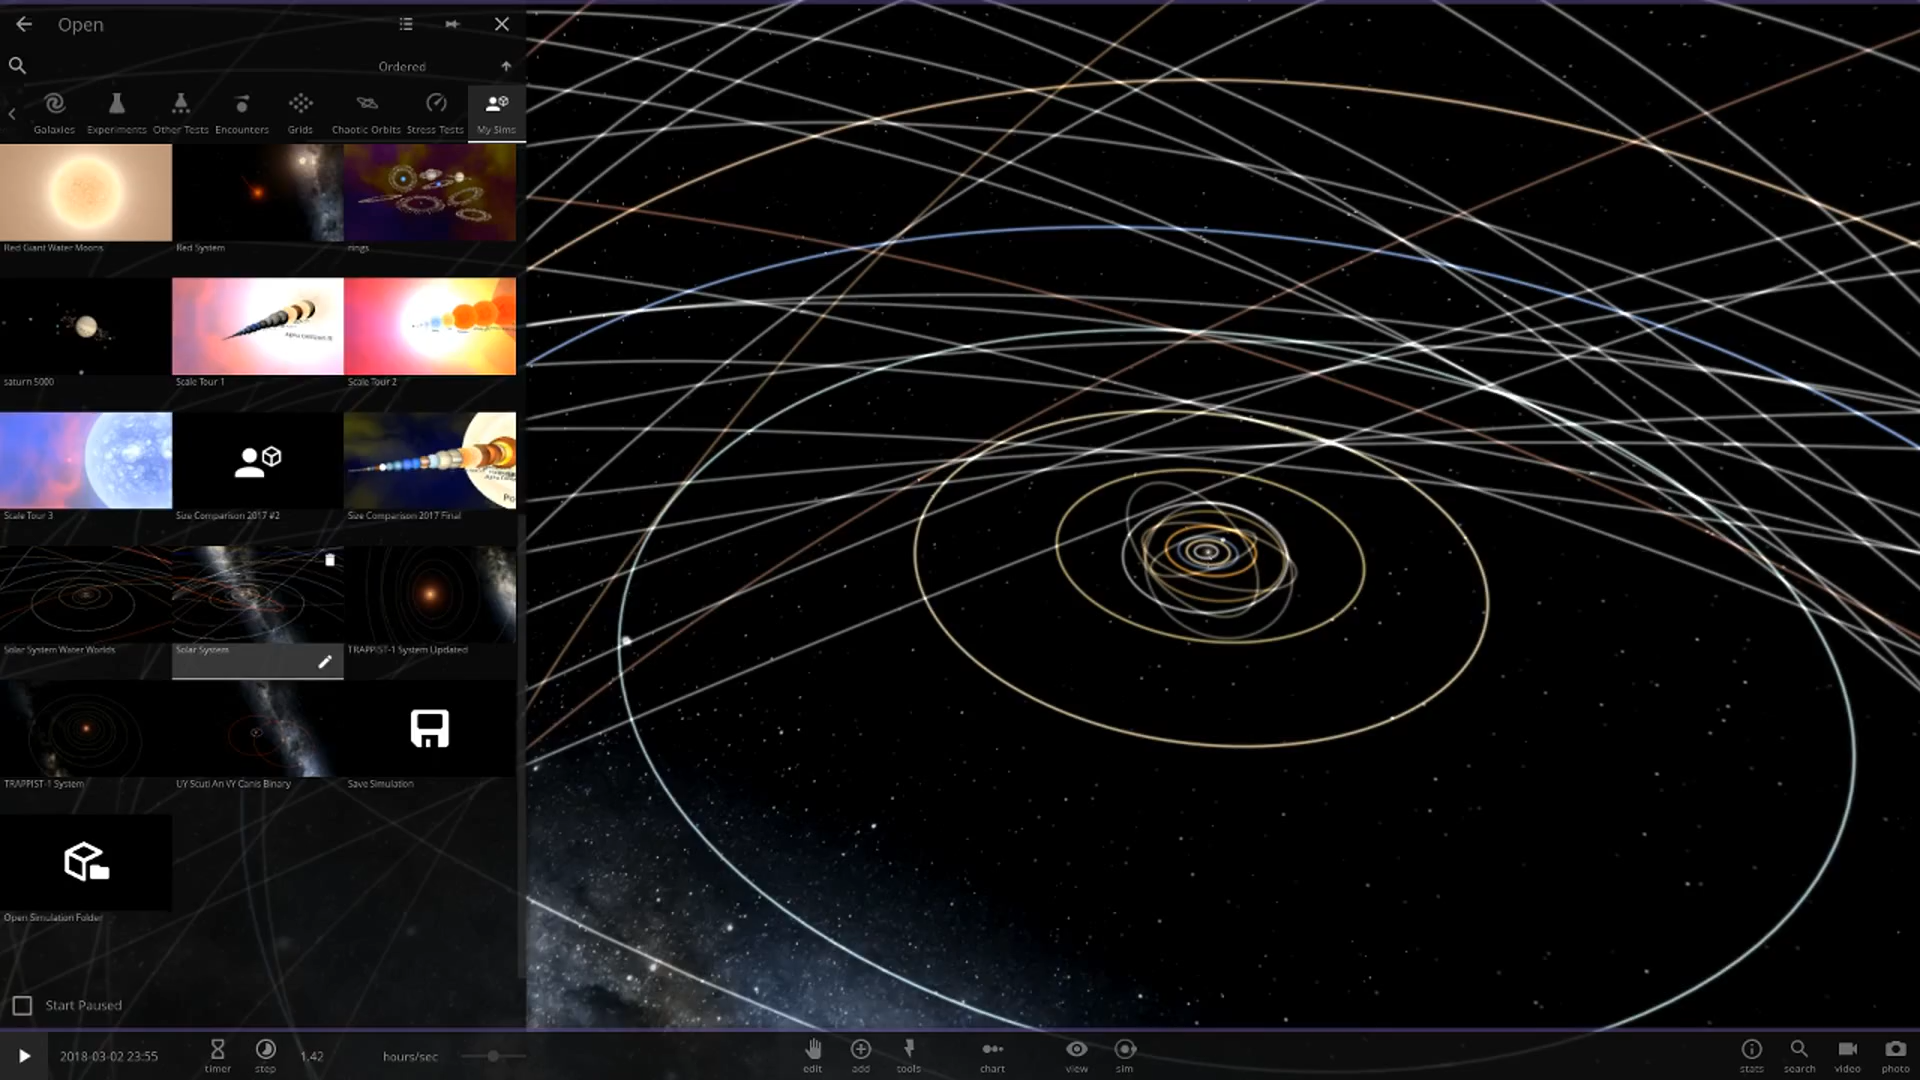 Open
Ordered
Galaxies
Experiments
Other Tests
Encounters
Grids
Chaotic Orbits
Stress Tests
My Sims
Red Giant Water Moons
Red System
rings
saturn 5000
Scale Tour 1
Scale Tour 2
Scale Tour 3
Size Comparison 2017 #2
Size Comparison 2017 Final
Solar System Water Worlds
Solar System
TRAPPIST-1 System Updated
TRAPPIST-1 System
UY Scuti An VY Canis Binary
Save Simulation
Open Simulation Folder
Start Paused
2018-03-02 23:55
timer
step
1.42
hours/sec
edit
add
tools
chart
view
sim
stats
search
video
photo